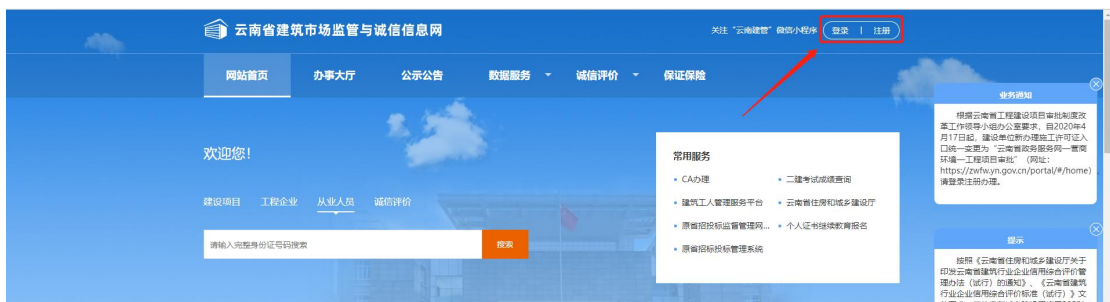 云南省建筑市场监管与诚信信息网
关注“云南建管”微信小程序
登录 | 注册
网站首页 办事大厅 公示公告 数据服务 诚信评价 保证保险
欢迎您!
建设项目 工程企业 从业人员 诚信评价
请输入完整身份证号码搜索
搜索
常用服务
• CA办理
• 二建考试成绩查询
• 建筑工人管理服务平台
• 云南省住房和城乡建设厅
• 原省招投标监督管理网...
• 个人证书继续教育报名
• 原省招标投标管理系统
业务通知
根据云南省工程建设项目审批制度改
革工作领导小组办公室要求,自2020年4
月17日起,建设单位新办理施工许可证入
口统一变更为“云南省政务服务网—营商
环境—工程项目审批”(网址:
https://zwfw.yn.gov.cn/portal/#/home)
请登录注册办理。
提示
按照《云南省住房和城乡建设厅关于
印发云南省建筑行业企业信用综合评价管
理办法(试行)的通知》、《云南省建筑
行业企业信用综合评价标准(试行)》文